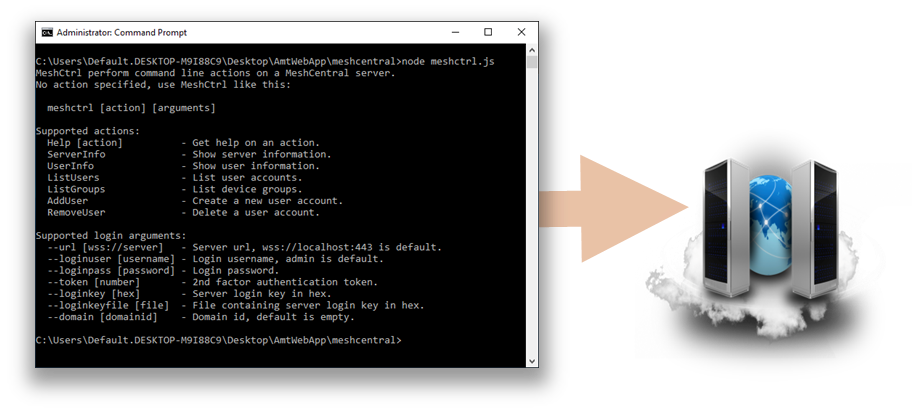 Administrator: Command Prompt
C:\Users\Default.DESKTOP-M9I88C9\Desktop\AmtWebApp\meshcentral>node meshctrl.js
MeshCtrl perform command line actions on a MeshCentral server.
No action specified, use MeshCtrl like this:
meshctrl [action] [arguments]
Supported actions:
Help [action] - Get help on an action.
ServerInfo - Show server information.
UserInfo - Show user information.
ListUsers - List user accounts.
ListGroups - List device groups.
AddUser - Create a new user account.
RemoveUser - Delete a user account.
Supported login arguments:
--url [wss://server] - Server url, wss://localhost:443 is default.
--loginuser [username] - Login username, admin is default.
--loginpass [password] - Login password.
--token [number] - 2nd factor authentication token.
--loginkey [hex] - Server login key in hex.
--loginkeyfile [file] - File containing server login key in hex.
--domain [domainid] - Domain id, default is empty.
C:\Users\Default.DESKTOP-M9I88C9\Desktop\AmtWebApp\meshcentral>